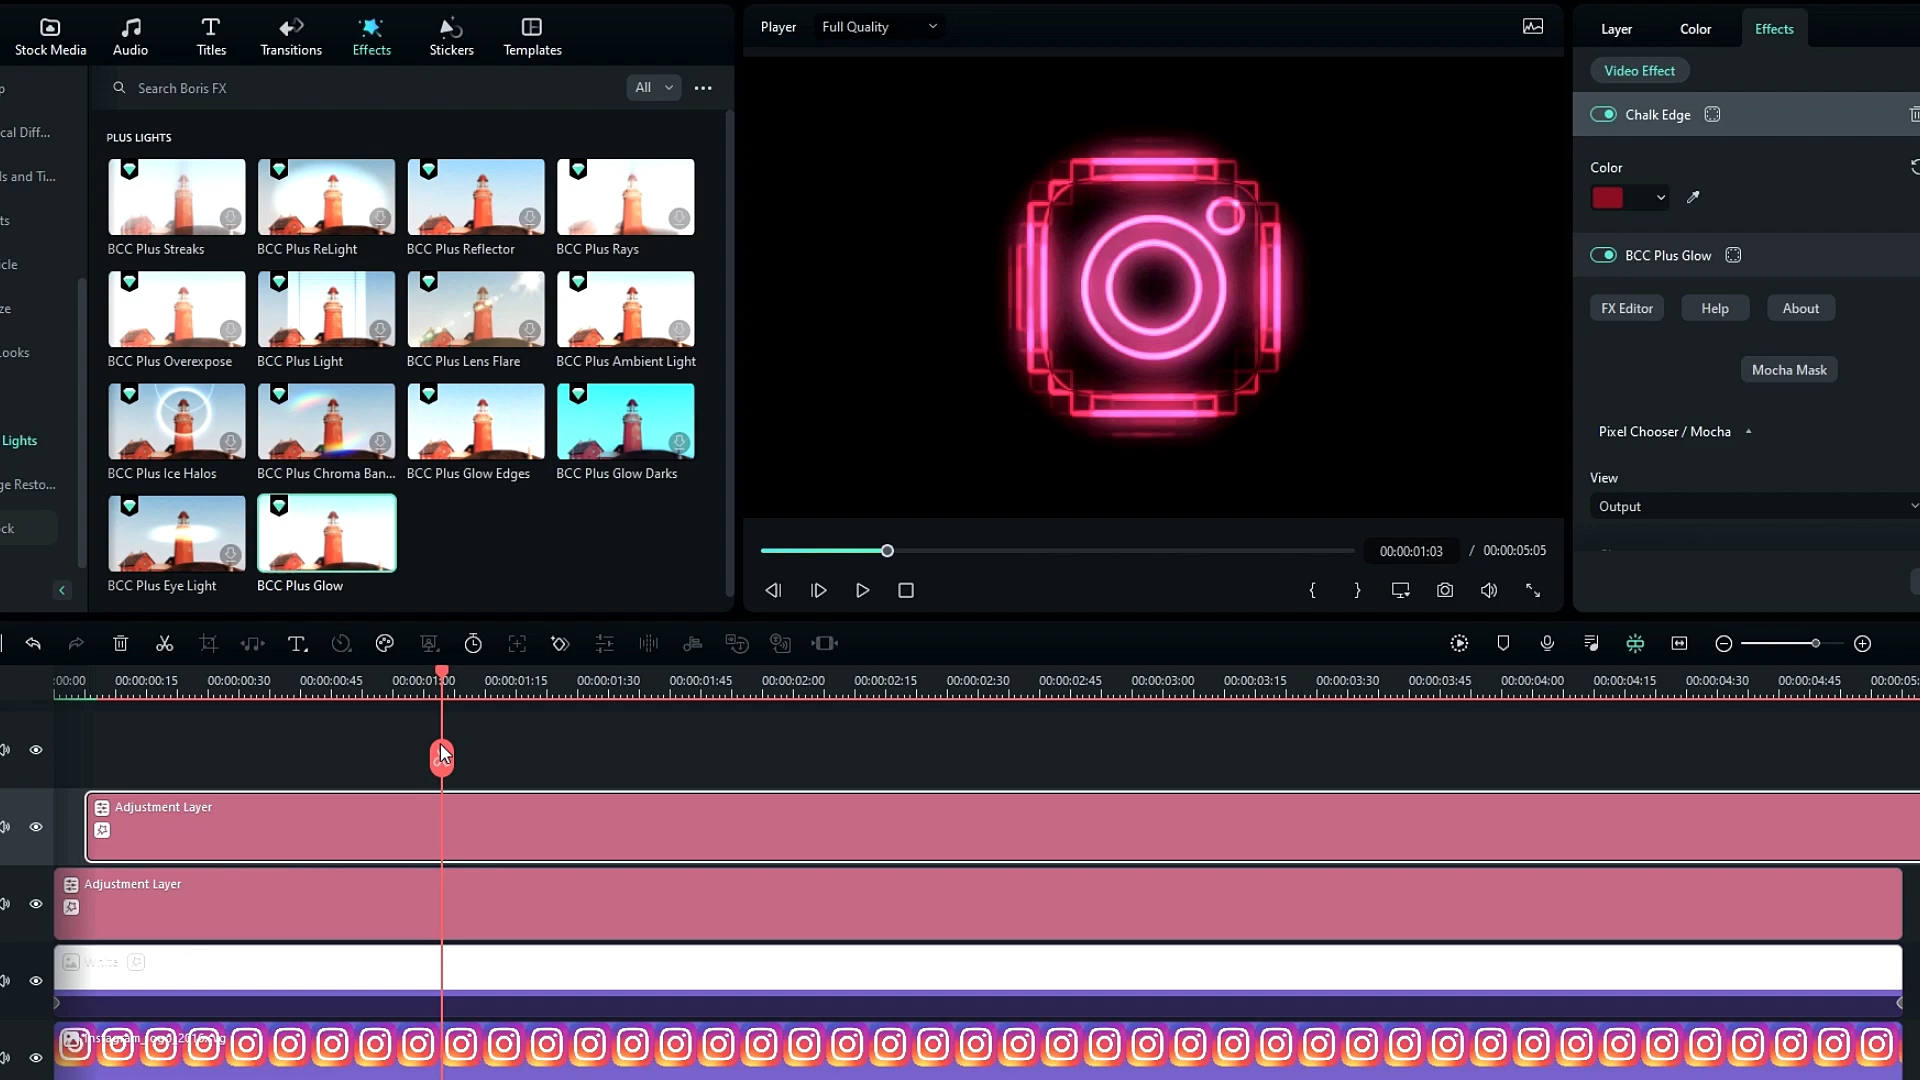 Stock Media
Audio
Titles
Transitions
Effects
Stickers
Templates
Search Boris FX
All
PLUS LIGHTS
BCC Plus Streaks
BCC Plus ReLight
BCC Plus Reflector
BCC Plus Rays
BCC Plus Overexpose
BCC Plus Light
BCC Plus Lens Flare
BCC Plus Ambient Light
BCC Plus Ice Halos
BCC Plus Chroma Ban...
BCC Plus Glow Edges
BCC Plus Glow Darks
BCC Plus Eye Light
BCC Plus Glow
p
cal Diff...
ls and Ti...
ts
cle
ze
ooks
Lights
ge Resto...
ck
Player
Full Quality
00:00:01:03 / 00:00:05:05
Layer
Color
Effects
Video Effect
Chalk Edge
Color
BCC Plus Glow
FX Editor
Help
About
Mocha Mask
Pixel Chooser / Mocha
View
Output
:00:00
00:00:00:15
00:00:00:30
00:00:00:45
00:00:01:00
00:00:01:15
00:00:01:30
00:00:01:45
00:00:02:00
00:00:02:15
00:00:02:30
00:00:02:45
00:00:03:00
00:00:03:15
00:00:03:30
00:00:03:45
00:00:04:00
00:00:04:15
00:00:04:30
00:00:04:45
00:00:05:
Adjustment Layer
Adjustment Layer
White